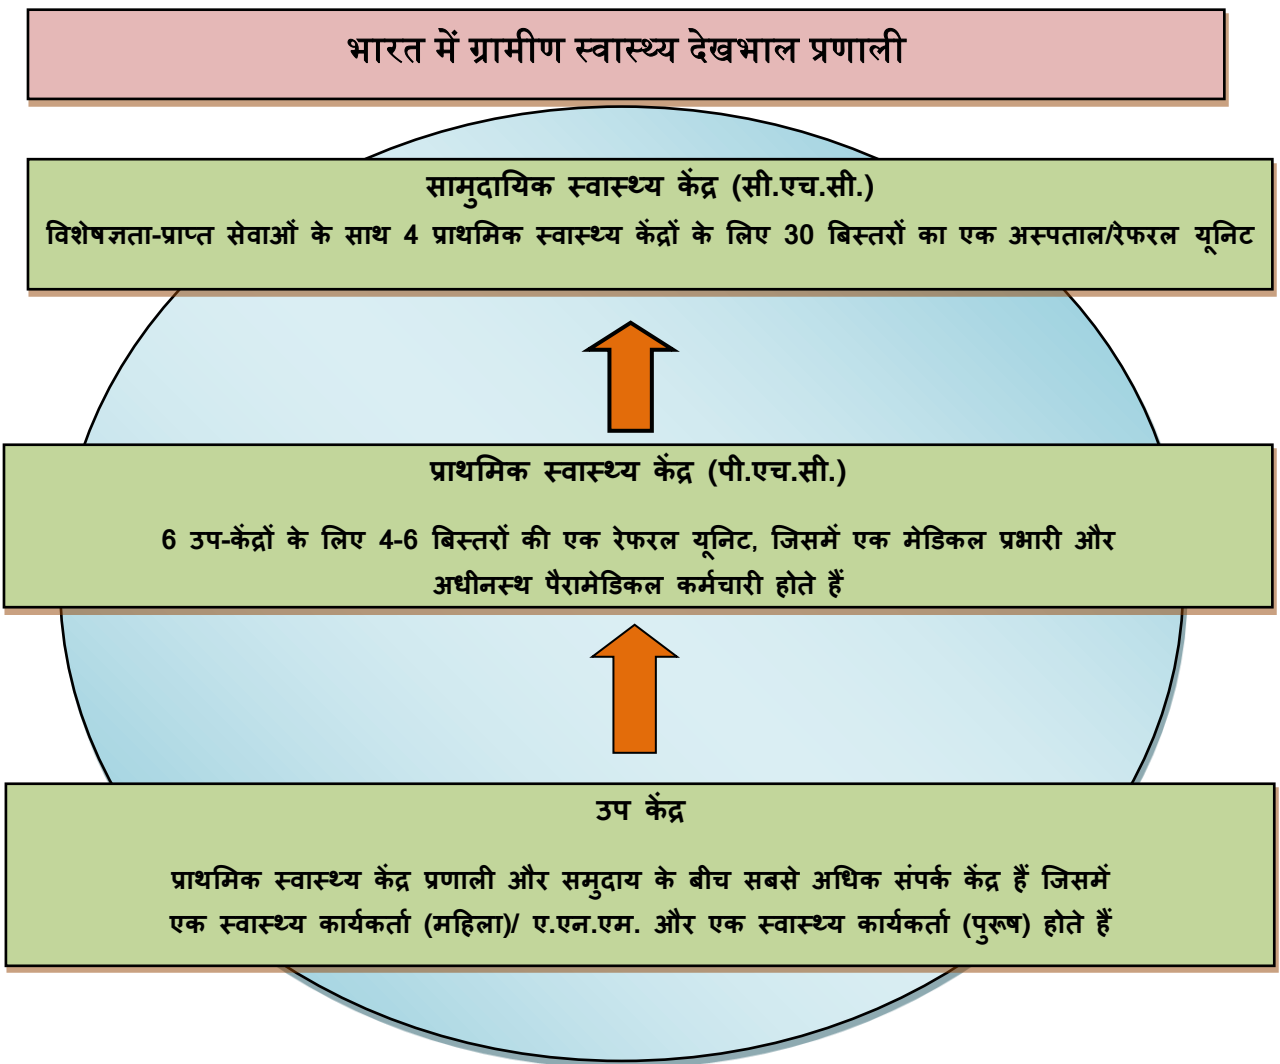 भारत में ग्रामीण स्वास्थ्य देखभाल प्रणाली
सामुदायिक स्वास्थ्य केंद्र (सी.एच.सी.)
विशेषज्ञता-प्राप्त सेवाओं के साथ 4 प्राथमिक स्वास्थ्य केंद्रों के लिए 30 बिस्तरों का एक अस्पताल/रेफरल यूनिट
प्राथमिक स्वास्थ्य केंद्र (पी.एच.सी.)
6 उप-केंद्रों के लिए 4-6 बिस्तरों की एक रेफरल यूनिट, जिसमें एक मेडिकल प्रभारी और
अधीनस्थ पैरामेडिकल कर्मचारी होते हैं
उप केंद्र
प्राथमिक स्वास्थ्य केंद्र प्रणाली और समुदाय के बीच सबसे अधिक संपर्क केंद्र हैं जिसमें
एक स्वास्थ्य कार्यकर्ता (महिला)/ ए.एन.एम. और एक स्वास्थ्य कार्यकर्ता (पुरूष) होते हैं